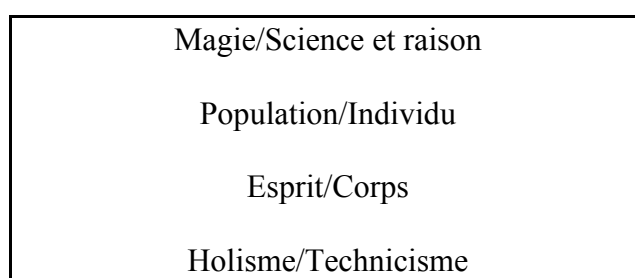 Magie/Science et raison
Population/Individu
Esprit/Corps
Holisme/Technicisme